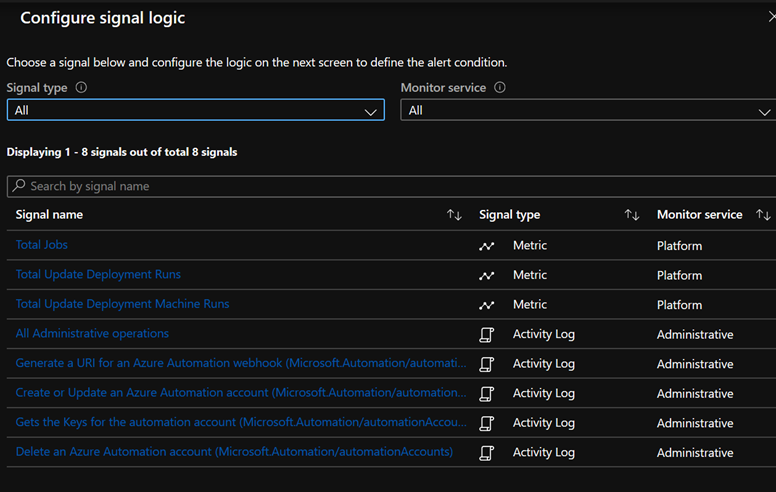 Configure signal logic
Choose a signal below and configure the logic on the next screen to define the alert condition.
Signal type Monitor service
All All
Displaying 1 - 8 signals out of total 8 signals
Search by signal name
Signal name Signal type Monitor service
Total Jobs Metric Platform
Total Update Deployment Runs Metric Platform
Total Update Deployment Machine Runs Metric Platform
All Administrative operations Activity Log Administrative
Generate a URI for an Azure Automation webhook (Microsoft.Automation/automati... Activity Log Administrative
Create or Update an Azure Automation account (Microsoft.Automation/automation... Activity Log Administrative
Gets the Keys for the automation account (Microsoft.Automation/automationAccou... Activity Log Administrative
Delete an Azure Automation account (Microsoft.Automation/automationAccounts) Activity Log Administrative